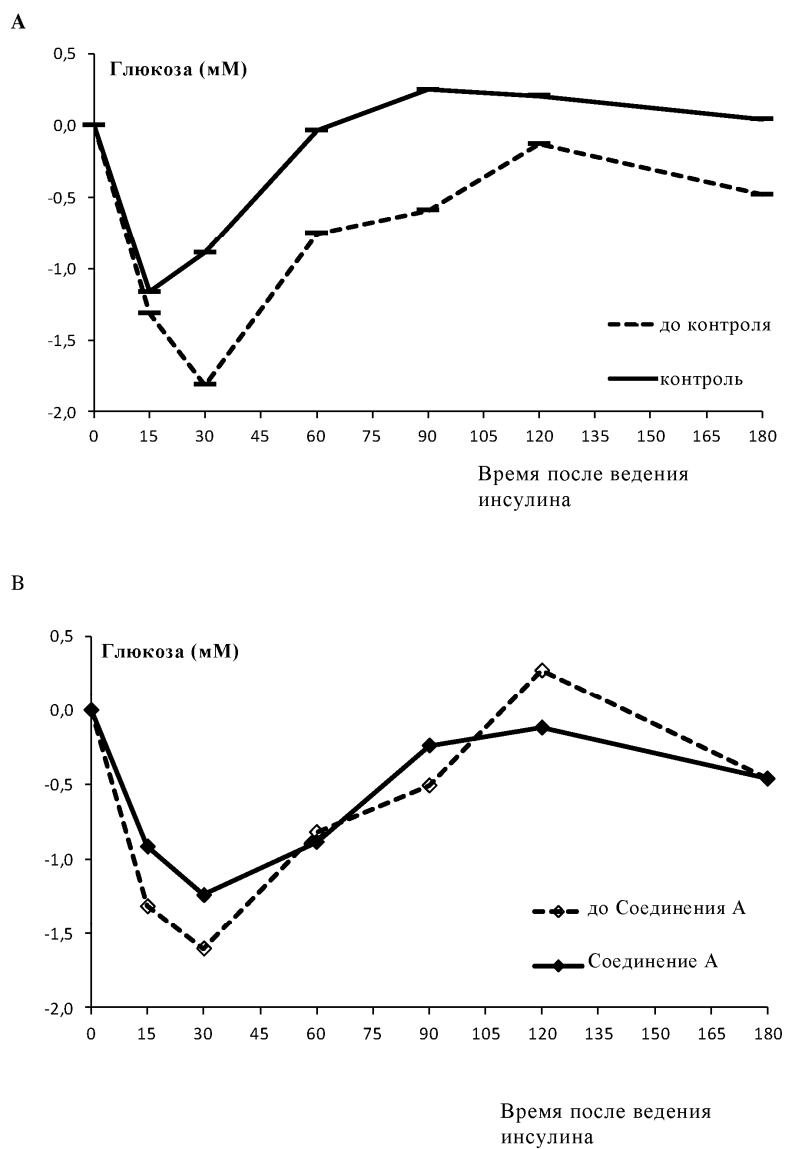 A
0,5
Глюкоза (мМ)
0,0
-0,5
-1,0
-1,5
-2,0
до контроля
контроль
0 15 30 45 60 75 90 105 120 135 150 165 180
Время после ведения
инсулина
B
0,5
Глюкоза (мМ)
0,0
-0,5
-1,0
-1,5
-2,0
до Соединения А
Соединение А
0 15 30 45 60 75 90 105 120 135 150 165 180
Время после ведения
инсулина